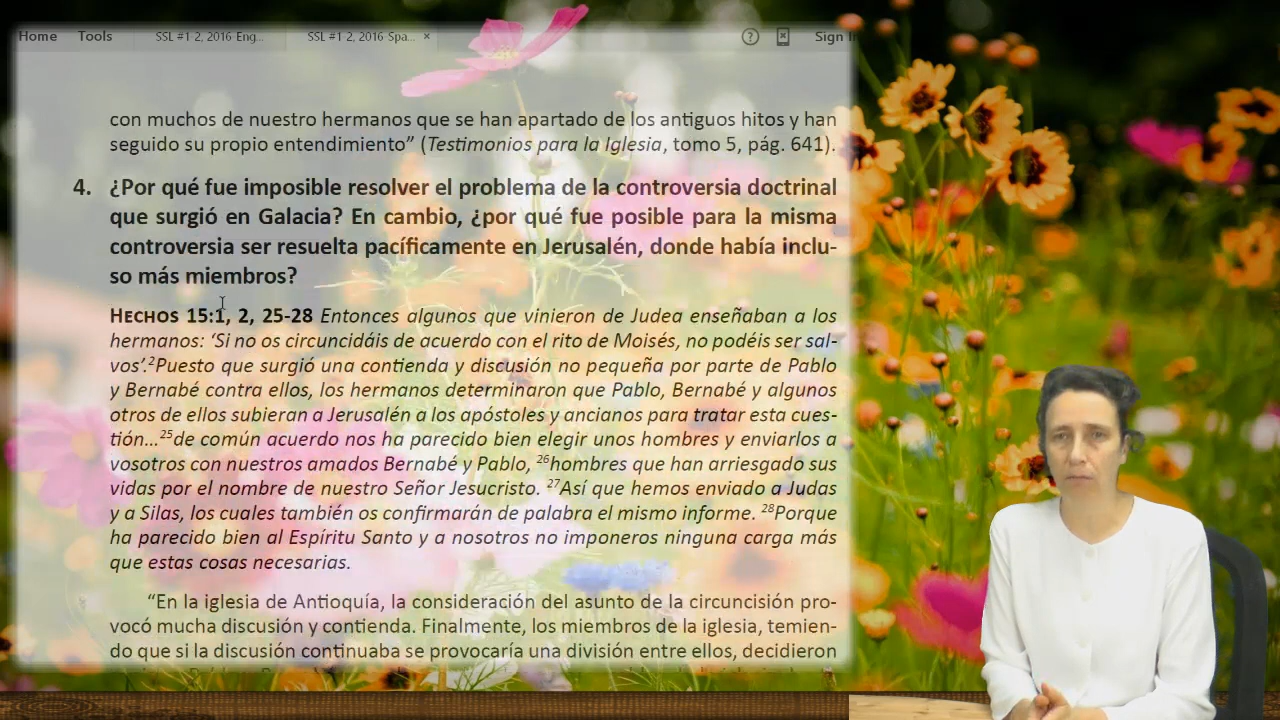 Home Tools SSL #1-2, 2016-Eng... SSL #1-2, 2016-Spa... × ? Sign I
con muchos de nuestro hermanos que se han apartado de los antiguos hitos y han
seguido su propio entendimiento” (Testimonios para la Iglesia, tomo 5, pág. 641).
4. ¿Por qué fue imposible resolver el problema de la controversia doctrinal
que surgió en Galacia? En cambio, ¿por qué fue posible para la misma
controversia ser resuelta pacíficamente en Jerusalén, donde había inclu-
so más miembros?
HECHOS 15:1, 2, 25-28 Entonces algunos que vinieron de Judea enseñaban a los
hermanos: ‘Si no os circuncidáis de acuerdo con el rito de Moisés, no podéis ser sal-
vos’.2Puesto que surgió una contienda y discusión no pequeña por parte de Pablo
y Bernabé contra ellos, los hermanos determinaron que Pablo, Bernabé y algunos
otros de ellos subieran a Jerusalén a los apóstoles y ancianos para tratar esta cues-
tión...25de común acuerdo nos ha parecido bien elegir unos hombres y enviarlos a
vosotros con nuestros amados Bernabé y Pablo, 26hombres que han arriesgado sus
vidas por el nombre de nuestro Señor Jesucristo. 27Así que hemos enviado a Judas
y a Silas, los cuales también os confirmarán de palabra el mismo informe. 28Porque
ha parecido bien al Espíritu Santo y a nosotros no imponeros ninguna carga más
que estas cosas necesarias.
“En la iglesia de Antioquía, la consideración del asunto de la circuncisión pro-
vocó mucha discusión y contienda. Finalmente, los miembros de la iglesia, temien-
do que si la discusión continuaba se provocaría una división entre ellos, decidieron